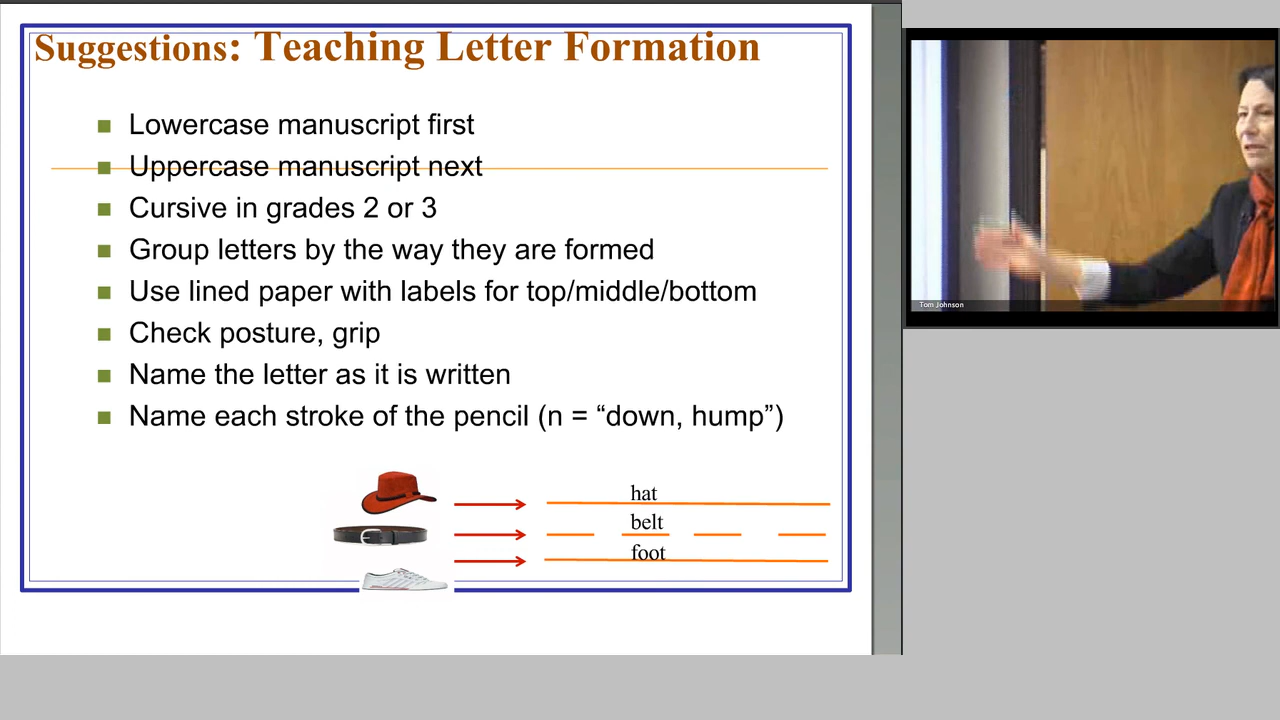 Suggestions: Teaching Letter Formation
Lowercase manuscript first
Uppercase manuscript next
Cursive in grades 2 or 3
Group letters by the way they are formed
Use lined paper with labels for top/middle/bottom
Check posture, grip
Name the letter as it is written
Name each stroke of the pencil (n = “down, hump”)
hat
belt
foot
Tom Johnson